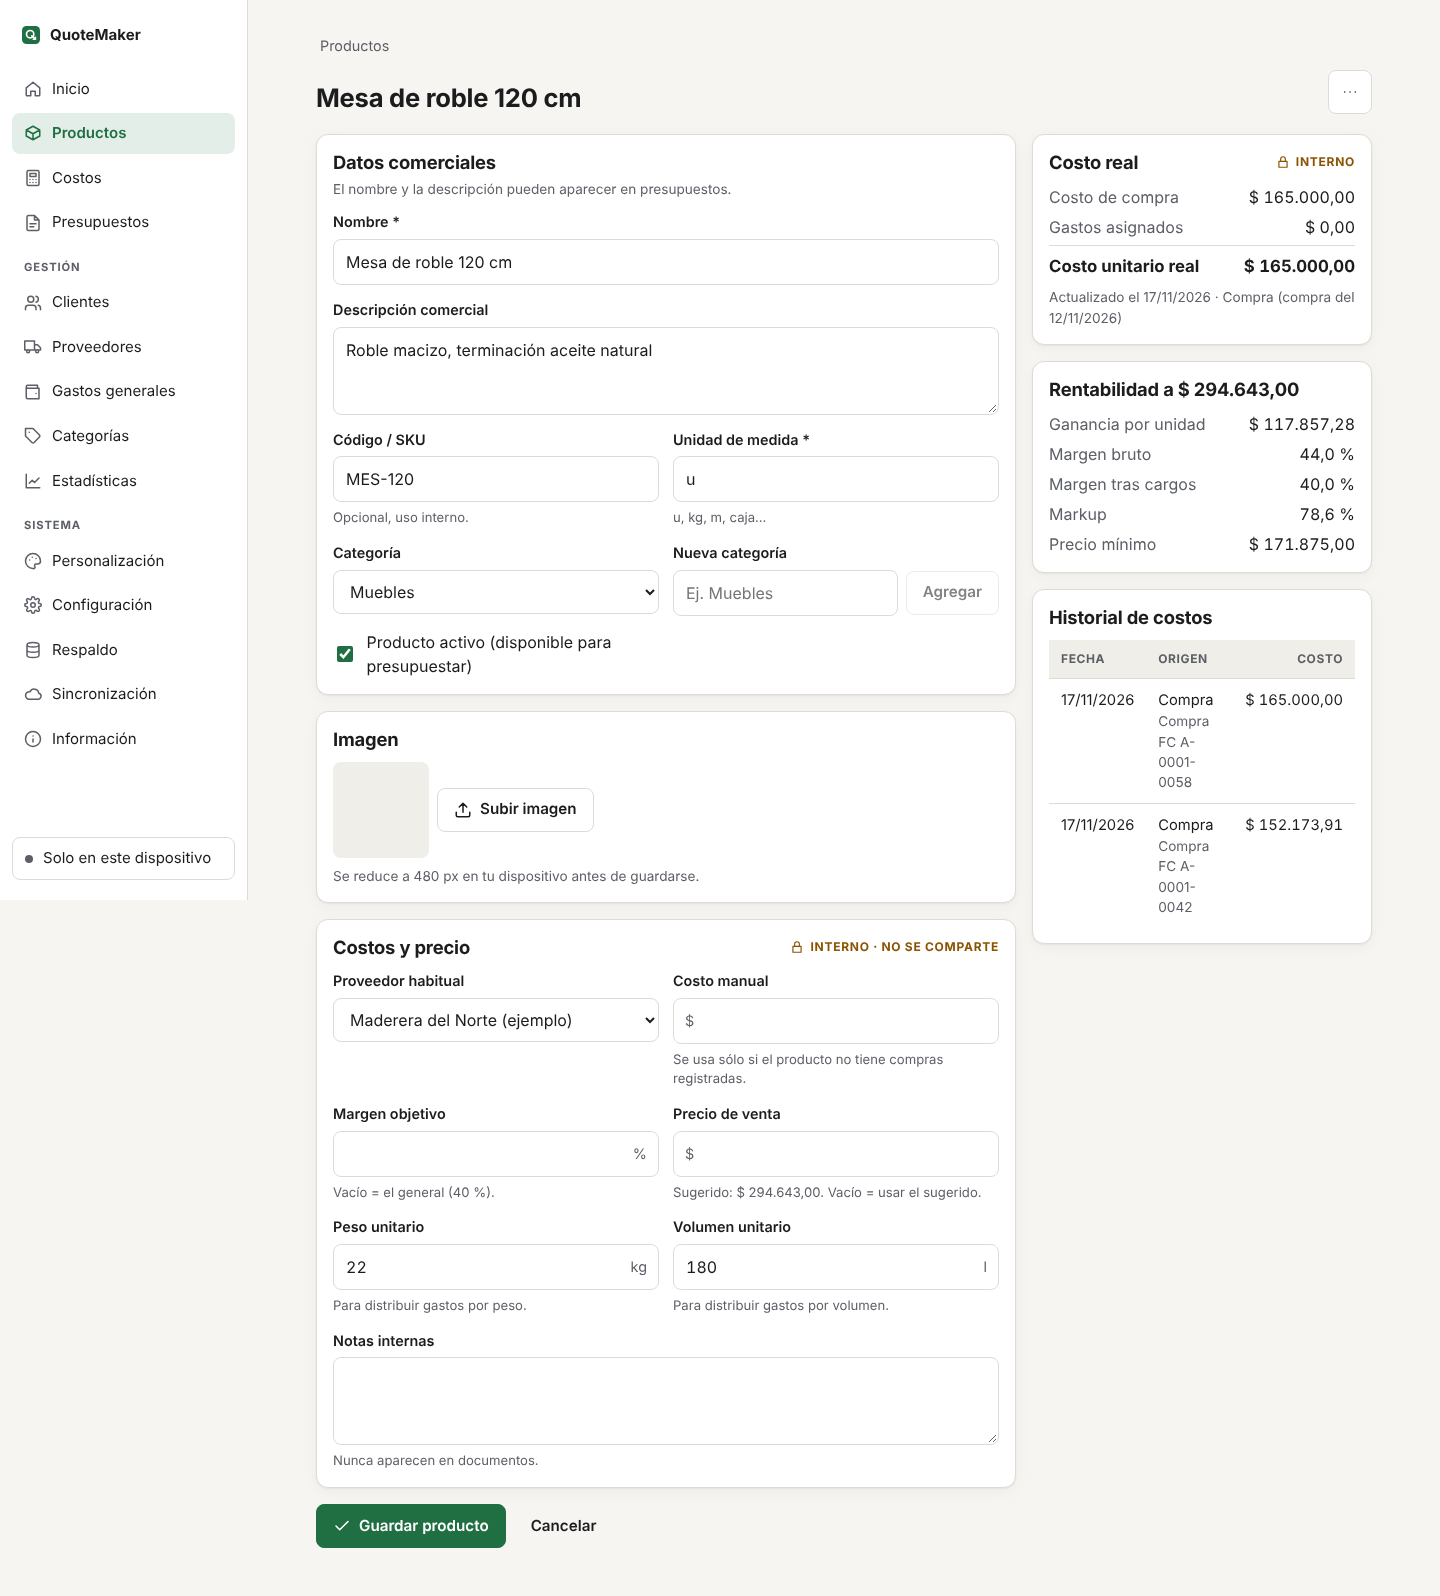 QuoteMaker
Inicio
Productos
Costos
Presupuestos
GESTIÓN
Clientes
Proveedores
Gastos generales
Categorías
Estadísticas
SISTEMA
Personalización
Configuración
Respaldo
Sincronización
Información
Solo en este dispositivo
Productos
Mesa de roble 120 cm
...
Datos comerciales
El nombre y la descripción pueden aparecer en presupuestos.
Nombre *
Mesa de roble 120 cm
Descripción comercial
Roble macizo, terminación aceite natural
Código / SKU
Unidad de medida *
MES-120
u
Opcional, uso interno.
u, kg, m, caja...
Categoría
Nueva categoría
Muebles
Ej. Muebles
Agregar
Producto activo (disponible para
presupuestar)
Imagen
Subir imagen
Se reduce a 480 px en tu dispositivo antes de guardarse.
Costos y precio
INTERNO · NO SE COMPARTE
Proveedor habitual
Costo manual
Maderera del Norte (ejemplo)
$
Se usa sólo si el producto no tiene compras
registradas.
Margen objetivo
Precio de venta
%
$
Vacío = el general (40 %).
Sugerido: $ 294.643,00. Vacío = usar el sugerido.
Peso unitario
Volumen unitario
22 kg
180 l
Para distribuir gastos por peso.
Para distribuir gastos por volumen.
Notas internas
Nunca aparecen en documentos.
Guardar producto
Cancelar
Costo real
INTERNO
Costo de compra $ 165.000,00
Gastos asignados $ 0,00
Costo unitario real $ 165.000,00
Actualizado el 17/11/2026 · Compra (compra del
12/11/2026)
Rentabilidad a $ 294.643,00
Ganancia por unidad $ 117.857,28
Margen bruto 44,0 %
Margen tras cargos 40,0 %
Markup 78,6 %
Precio mínimo $ 171.875,00
Historial de costos
FECHA ORIGEN COSTO
17/11/2026 Compra $ 165.000,00
Compra
FC A-
0001-
0058
17/11/2026 Compra $ 152.173,91
Compra
FC A-
0001-
0042